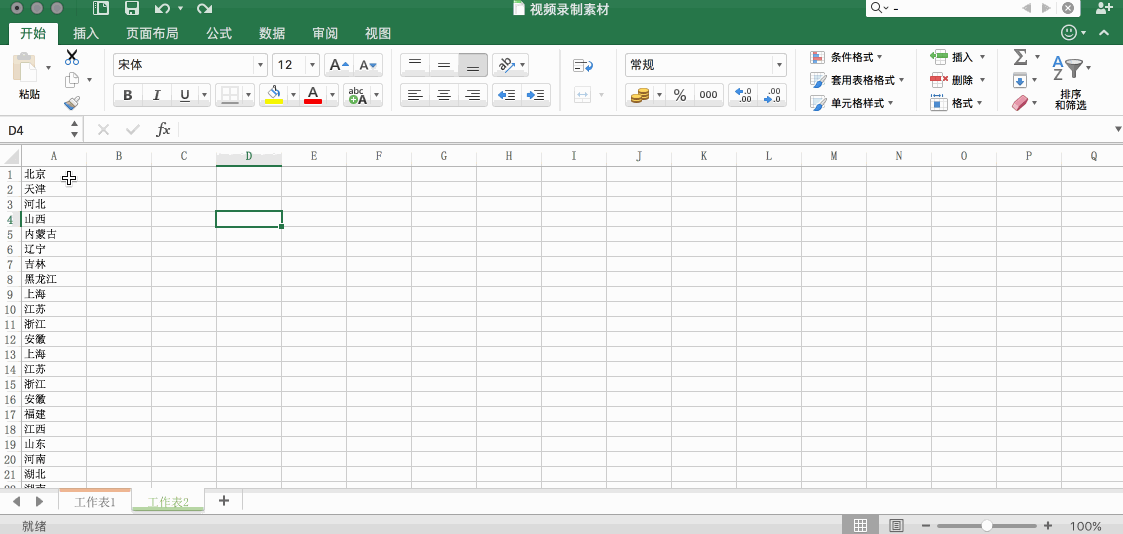 视频录制素材
开始 插入 页面布局 公式 数据 审阅 视图
宋体 12 A A 常规 条件格式 插入 Σ A Z
粘贴 B I U A abc A % 000 .0 .00 .00 .0 套用表格格式 删除 排序
单元格样式 格式 和筛选
D4 fx
A B C D E F G H I J K L M N O P Q
1 北京
2 天津
3 河北
4 山西
5 内蒙古
6 辽宁
7 吉林
8 黑龙江
9 上海
10 江苏
11 浙江
12 安徽
13 上海
14 江苏
15 浙江
16 安徽
17 福建
18 江西
19 山东
20 河南
21 湖北
工作表1 工作表2 +
就绪 100%